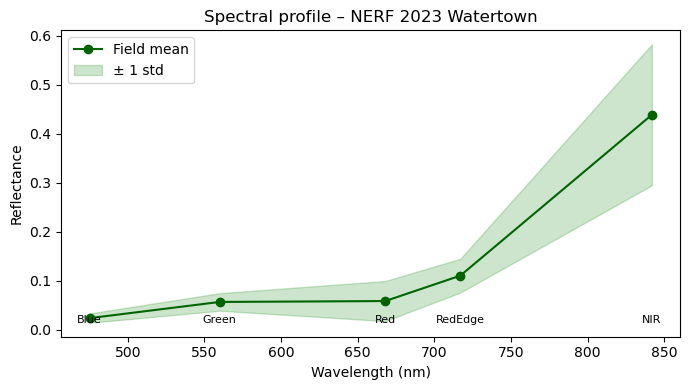 Spectral profile – NERF 2023 Watertown
Field mean
± 1 std
0.6
0.5
0.4
0.3
0.2
0.1
0.0
Reflectance
Blue
Green
Red
RedEdge
NIR
500
550
600
650
700
750
800
850
Wavelength (nm)